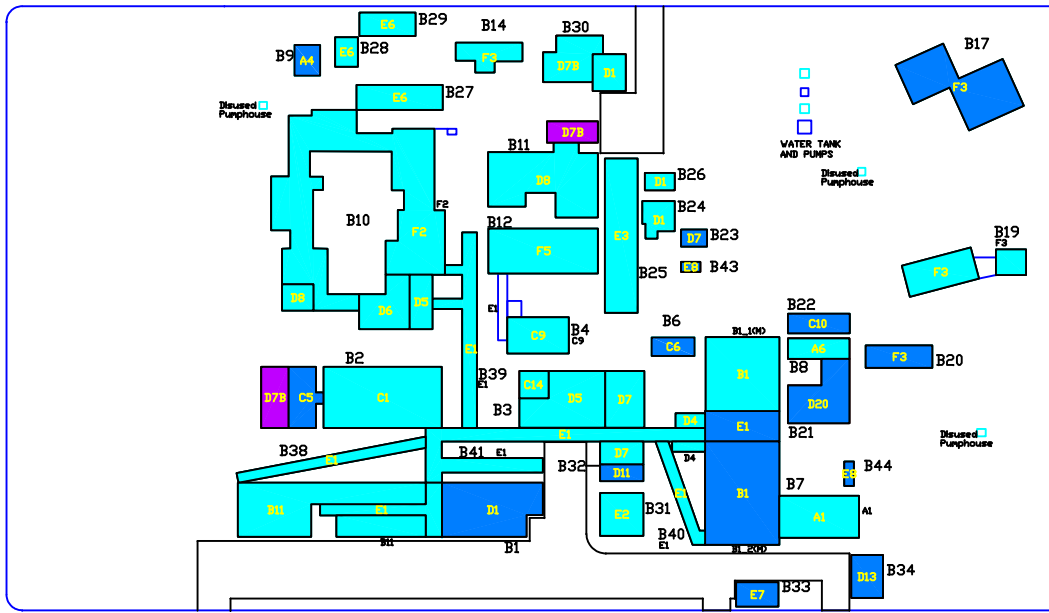 B29
E6
B14
B30
B17
F3
E6
B28
B9
A4
F3
D7B
D1
E6
B27
F3
Disused
Pumphouse
WATER TANK
AND PUMPS
D7B
B11
D8
D1
B26
Disused
Pumphouse
B10
F2
F2
B12
E3
D1
B24
F5
D7
B23
B19
F3
E8
B43
B25
F3
D8
D6
D5
E1
C9
B4
C9
B6
B22
C10
B1_1(M)
C6
E1
A6
B8
F3
B20
B2
B39
E1
D7B
C5
C1
C14
D5
D7
B3
B1
D20
D4
E1
B21
E1
Disused
Pumphouse
B38
E1
B41
E1
D7
D4
B32
D11
B44
E8
E1
B1
B7
B11
E1
D1
E2
B31
A1
A1
B11
B1
B40
E1
B1_2(M)
D13
B34
E7
B33